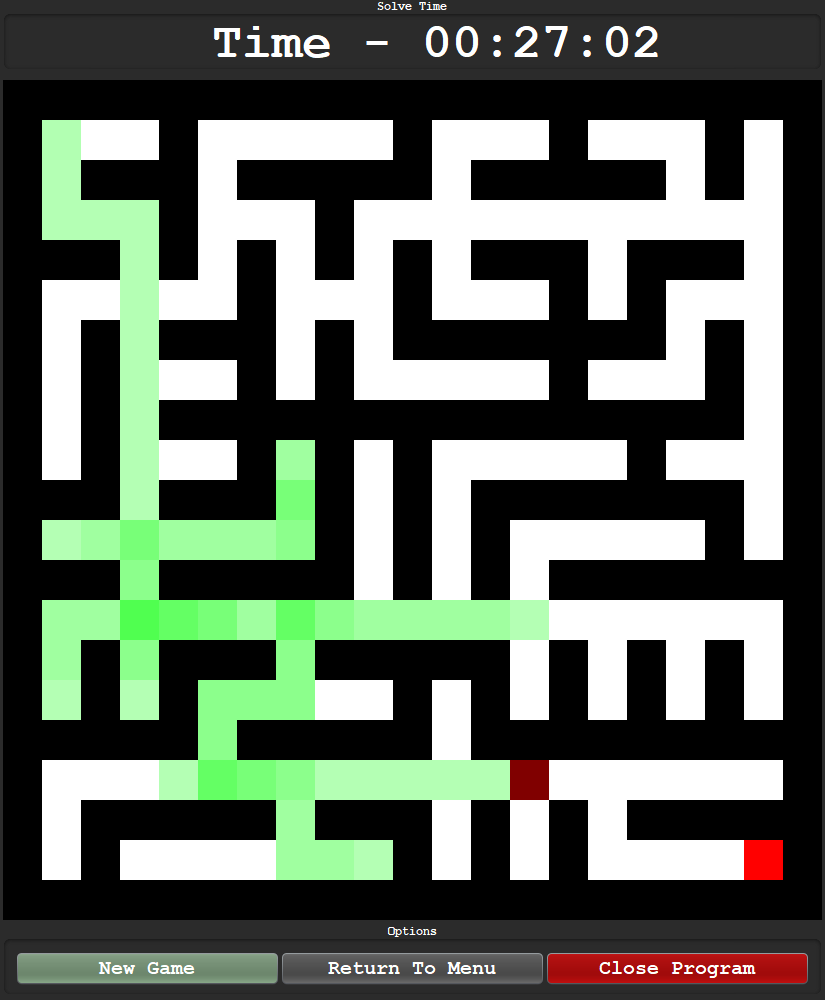 Solve Time
Time - 00:27:02
Options
New Game
Return To Menu
Close Program